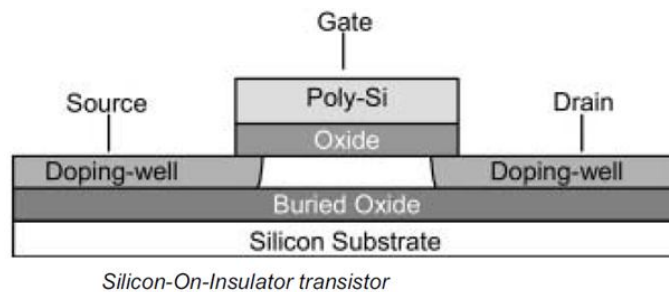 Gate
Source
Poly-Si
Drain
Oxide
Doping-well
Doping-well
Buried Oxide
Silicon Substrate
Silicon-On-Insulator transistor